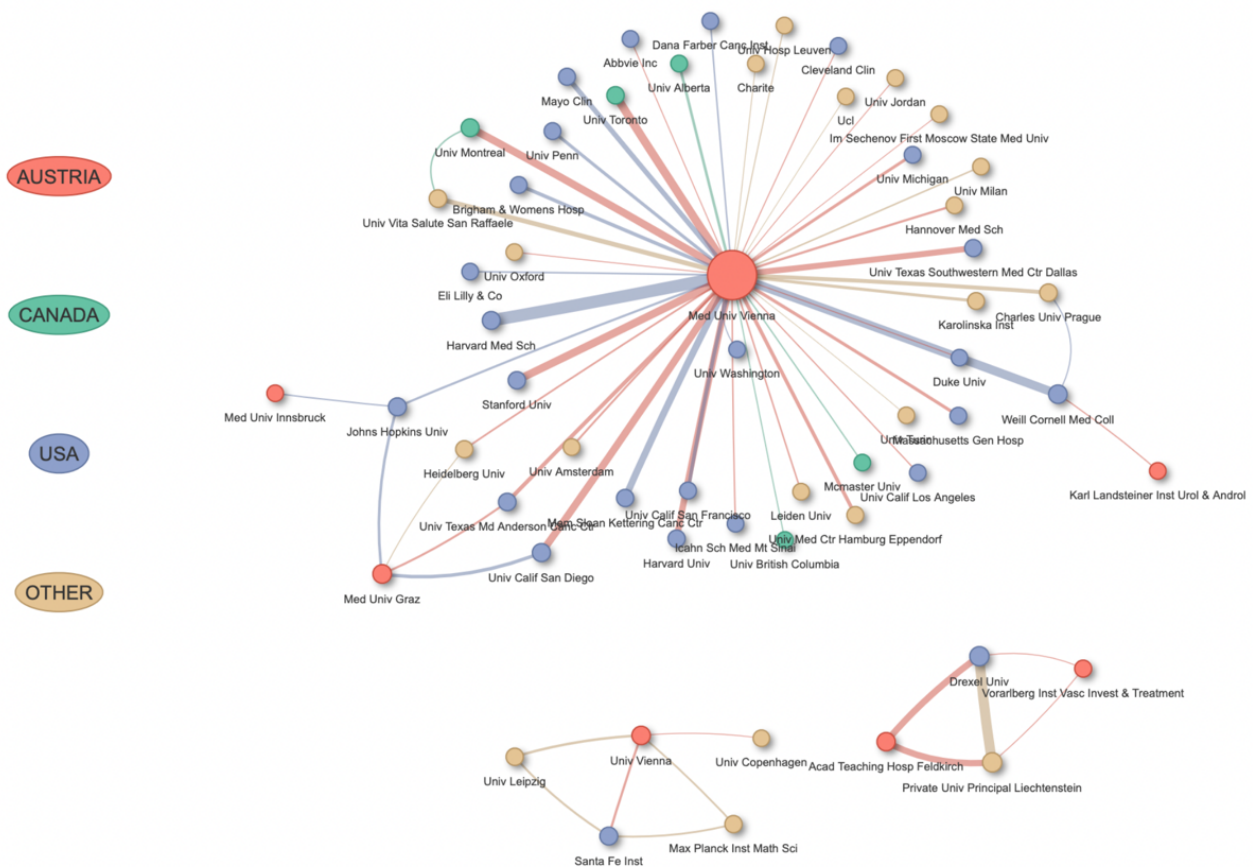 Dana Farber Canc Inst
Univ Hosp Leuven
Abbvie Inc
Cleveland Clin
Univ Alberta
Charite
Mayo Clin
Univ Jordan
Univ Toronto
Ucl
Im Sechenov First Moscow State Med Univ
Univ Montreal
Univ Penn
AUSTRIA
Univ Michigan
Univ Milan
Brigham & Womens Hosp
Univ Vita Salute San Raffaele
Hannover Med Sch
Univ Oxford
Univ Texas Southwestern Med Ctr Dallas
Eli Lilly & Co
CANADA
Med Univ Vienna
Charles Univ Prague
Karolinska Inst
Harvard Med Sch
Univ Washington
Duke Univ
Stanford Univ
Med Univ Innsbruck
Weill Cornell Med Coll
Johns Hopkins Univ
Univ Turin
Massachusetts Gen Hosp
USA
Heidelberg Univ
Univ Amsterdam
Mcmaster Univ
Univ Calif Los Angeles
Karl Landsteiner Inst Urol & Androl
Univ Calif San Francisco
Leiden Univ
Univ Texas Md Anderson Canc Ctr
Mem Sloan Kettering Canc Ctr
Univ Med Ctr Hamburg Eppendorf
Icahn Sch Med Mt Sinai
Harvard Univ
Univ British Columbia
Univ Calif San Diego
OTHER
Med Univ Graz
Drexel Univ
Vorarlberg Inst Vasc Invest & Treatment
Univ Vienna
Univ Copenhagen
Acad Teaching Hosp Feldkirch
Univ Leipzig
Private Univ Principal Liechtenstein
Max Planck Inst Math Sci
Santa Fe Inst